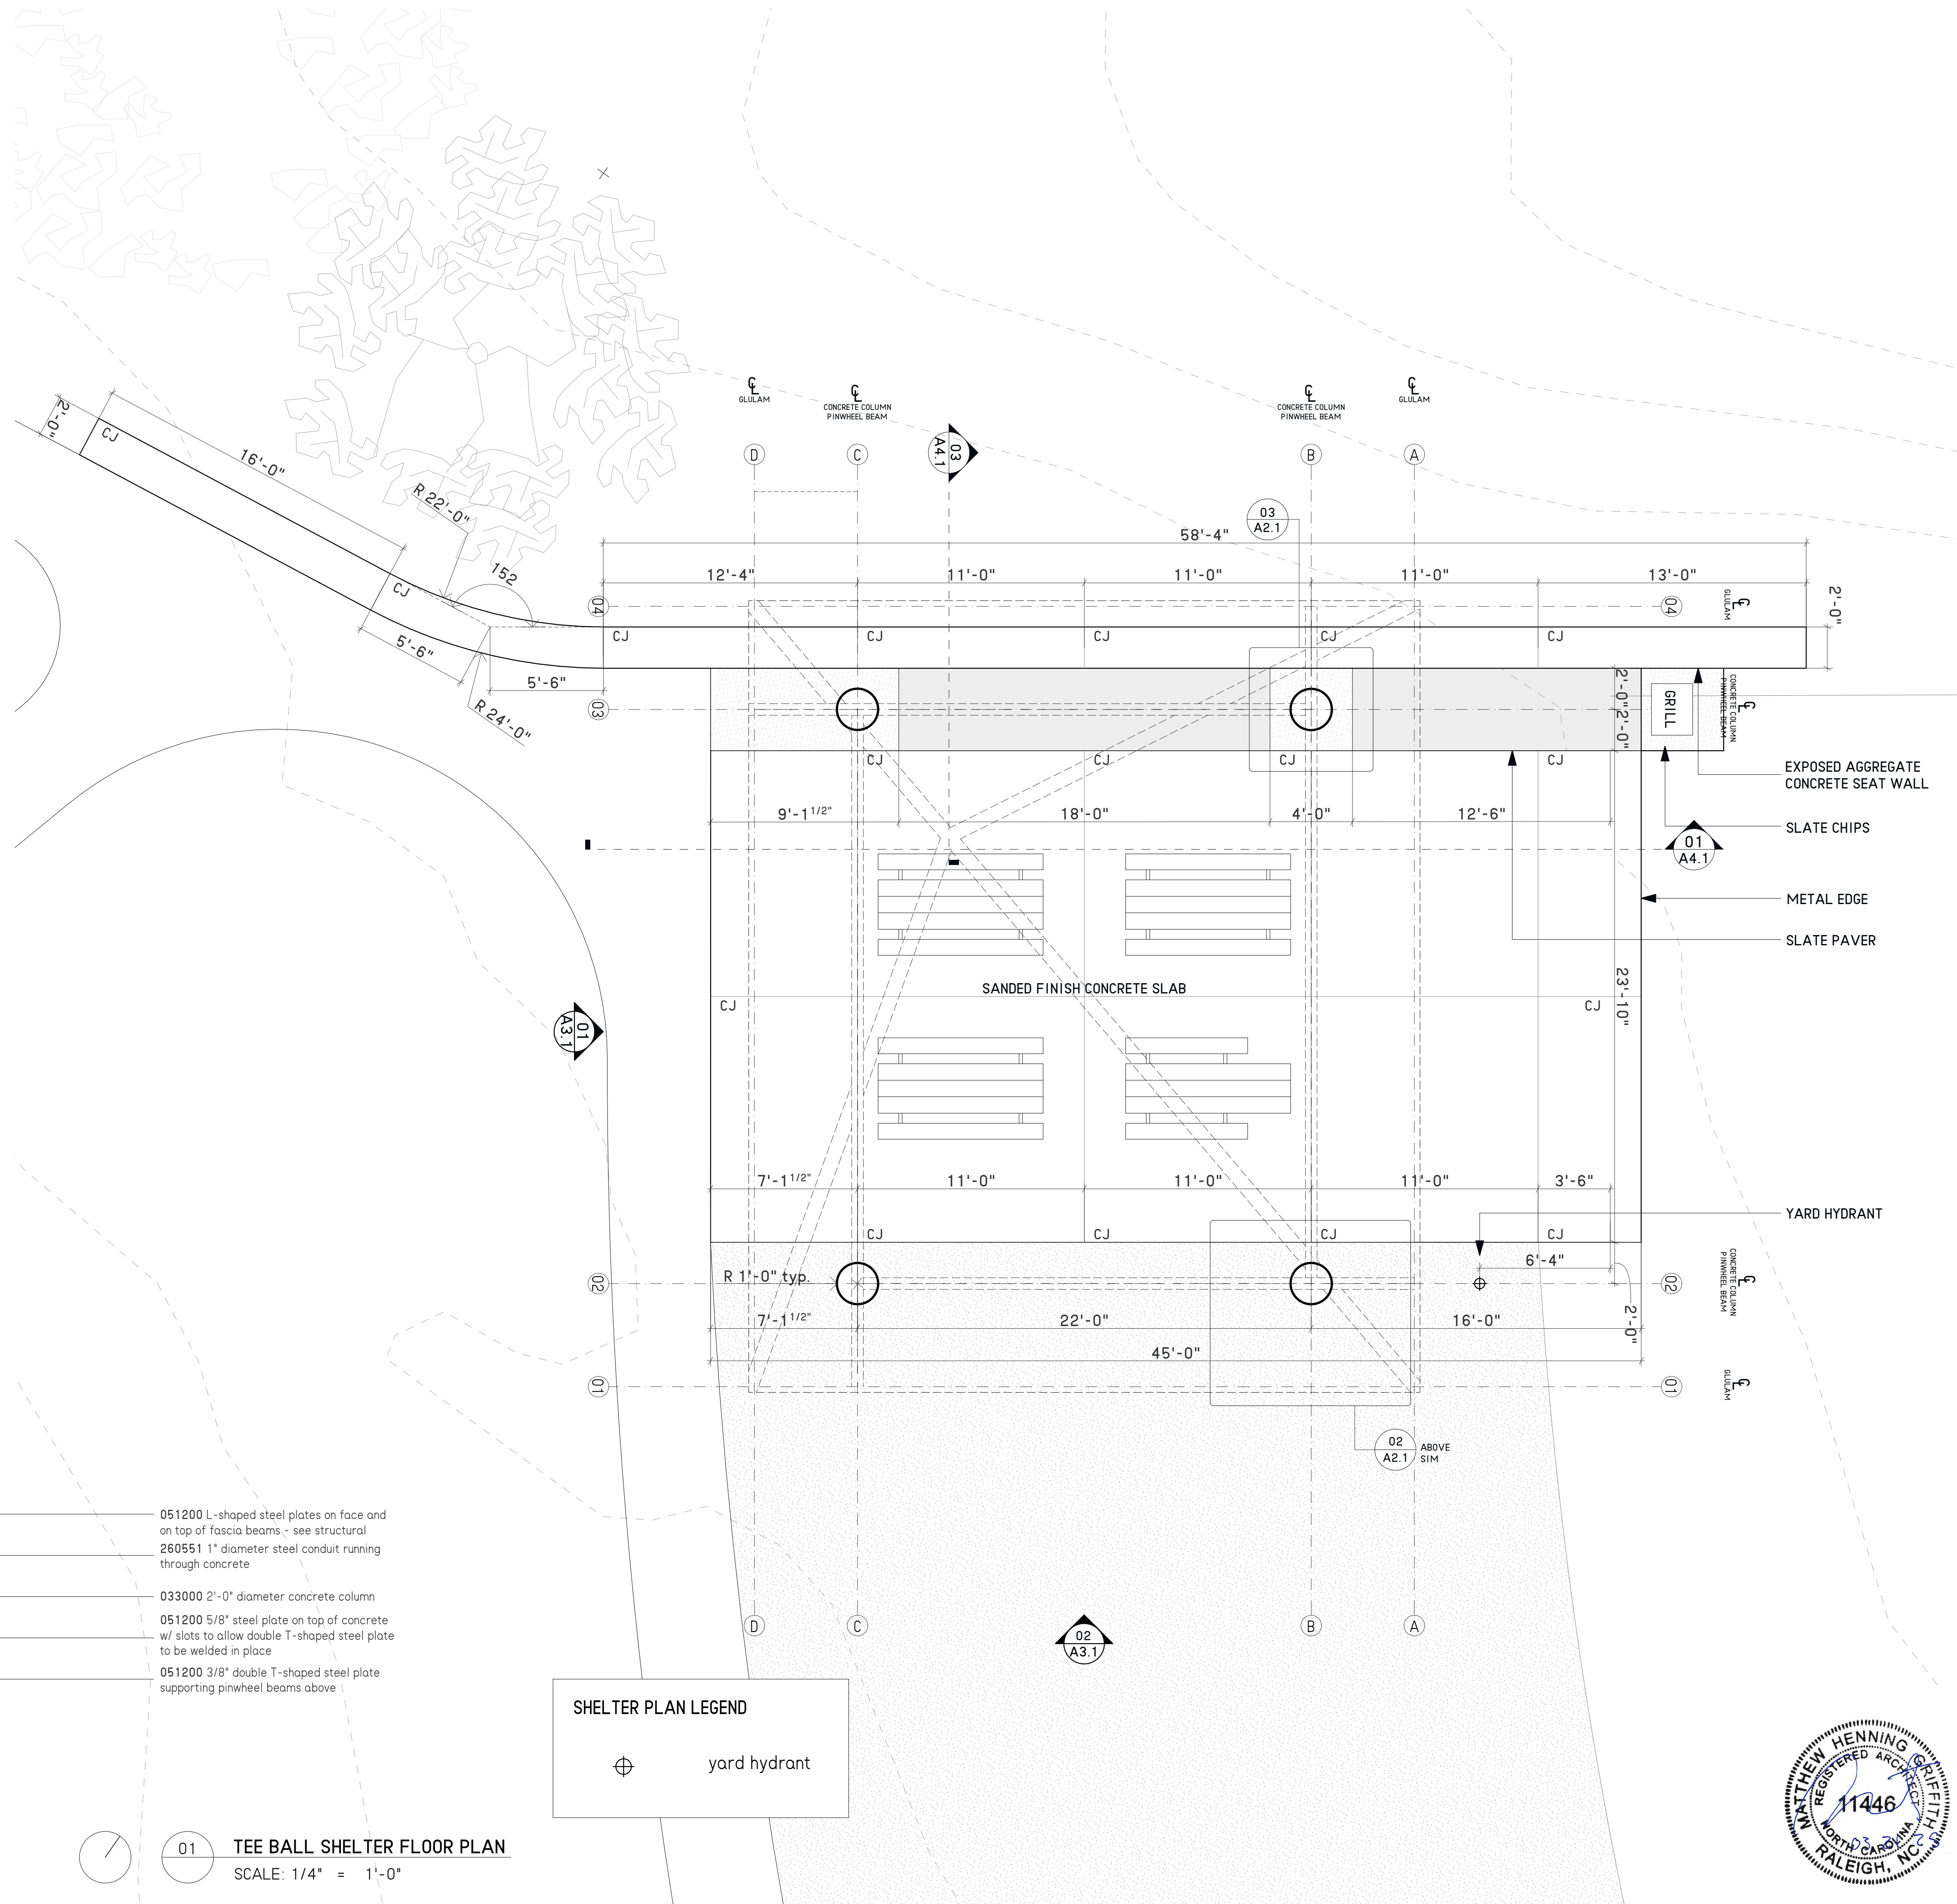 2'-0"
CJ
16'-0"
R 22'-0"
152
CJ
5'-6"
5'-6"
R 24'-0"
CL
GLULAM
CL
CONCRETE COLUMN
PINWHEEL BEAM
CL
CONCRETE COLUMN
PINWHEEL BEAM
CL
GLULAM
D
C
03
A4.1
B
A
03
A2.1
58'-4"
12'-4"
11'-0"
11'-0"
11'-0"
13'-0"
2'-0"
04
04
CL
GLULAM
CJ
CJ
CJ
CJ
CJ
03
2'-0"
2'-0"
GRILL
CONCRETE COLUMN
PINWHEEL BEAM
CL
CJ
CJ
CJ
CJ
EXPOSED AGGREGATE
CONCRETE SEAT WALL
9'-1 1/2"
18'-0"
4'-0"
12'-6"
SLATE CHIPS
01
A4.1
METAL EDGE
SLATE PAVER
SANDED FINISH CONCRETE SLAB
CJ
CJ
23'-10"
01
A3.1
7'-1 1/2"
11'-0"
11'-0"
11'-0"
3'-6"
YARD HYDRANT
CJ
CJ
CJ
CJ
6'-4"
R 1'-0" typ.
02
02
CONCRETE COLUMN
PINWHEEL BEAM
CL
7'-1 1/2"
22'-0"
16'-0"
2'-0"
45'-0"
01
01
CL
GLULAM
02
A2.1
ABOVE
SIM
051200 L-shaped steel plates on face and
on top of fascia beams - see structural
260551 1" diameter steel conduit running
through concrete
033000 2'-0" diameter concrete column
051200 5/8" steel plate on top of concrete
w/ slots to allow double T-shaped steel plate
to be welded in place
051200 3/8" double T-shaped steel plate
supporting pinwheel beams above
D
C
B
A
02
A3.1
SHELTER PLAN LEGEND
yard hydrant
01
TEE BALL SHELTER FLOOR PLAN
SCALE: 1/4" = 1'-0"
MATTHEW HENNING GRIFFITH
REGISTERED ARCHITECT
11446
NORTH CAROLINA
RALEIGH, NC